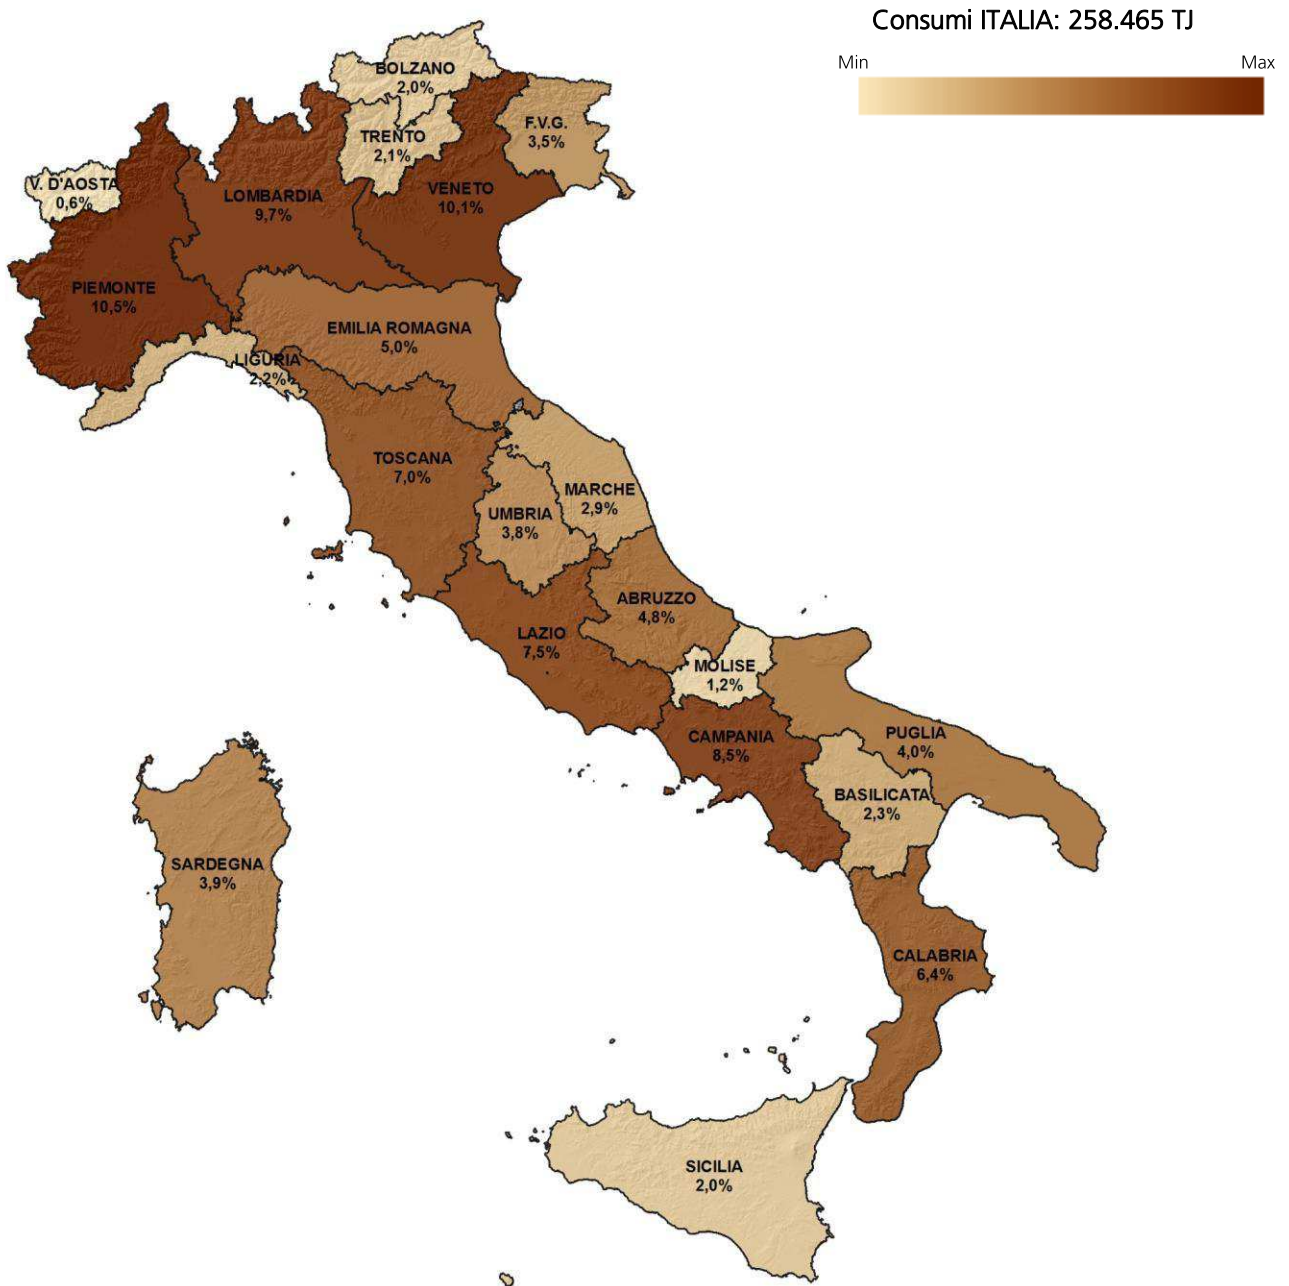 Consumi ITALIA: 258.465 TJ
Min
Max
BOLZANO
2,0%
TRENTO
2,1%
F.V.G.
3,5%
V. D'AOSTA
0,6%
LOMBARDIA
9,7%
VENETO
10,1%
PIEMONTE
10,5%
EMILIA ROMAGNA
5,0%
LIGURIA
2,2%
TOSCANA
7,0%
MARCHE
2,9%
UMBRIA
3,8%
ABRUZZO
4,8%
LAZIO
7,5%
MOLISE
1,2%
CAMPANIA
8,5%
PUGLIA
4,0%
BASILICATA
2,3%
SARDEGNA
3,9%
CALABRIA
6,4%
SICILIA
2,0%